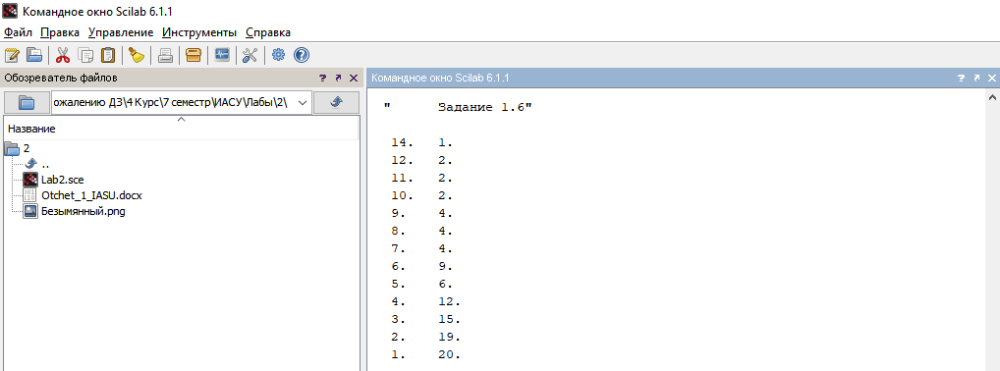 Командное окно Scilab 6.1.1
Файл Правка Управление Инструменты Справка
Обозреватель файлов ? ↗ ×
ожалению ДЗ\4 Курс\7 семестр\ИАСУ\Лабы\2\
Название
2
..
Lab2.sce
Otchet_1_IASU.docx
Безымянный.png
Командное окно Scilab 6.1.1 ? ↗ ×
"      Задание 1.6"
14. 1.
12. 2.
11. 2.
10. 2.
9. 4.
8. 4.
7. 4.
6. 9.
5. 6.
4. 12.
3. 15.
2. 19.
1. 20.